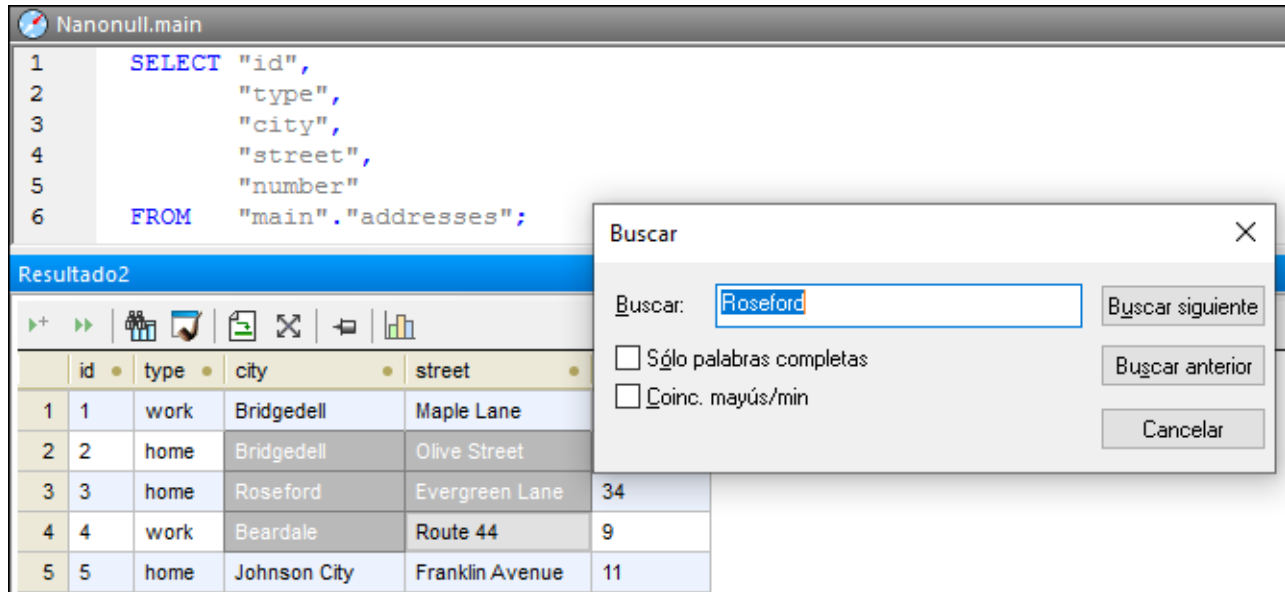 Nanonull.main
1 SELECT "id",
2 "type",
3 "city",
4 "street",
5 "number"
6 FROM "main"."addresses";
Buscar
Buscar: Roseford Buscar siguiente
Sólo palabras completas Buscar anterior
Coinc. mayús/min
Cancelar
Resultado2
id type city street
1 1 work Bridgedell Maple Lane
2 2 home Bridgedell Olive Street
3 3 home Roseford Evergreen Lane 34
4 4 work Beardale Route 44 9
5 5 home Johnson City Franklin Avenue 11